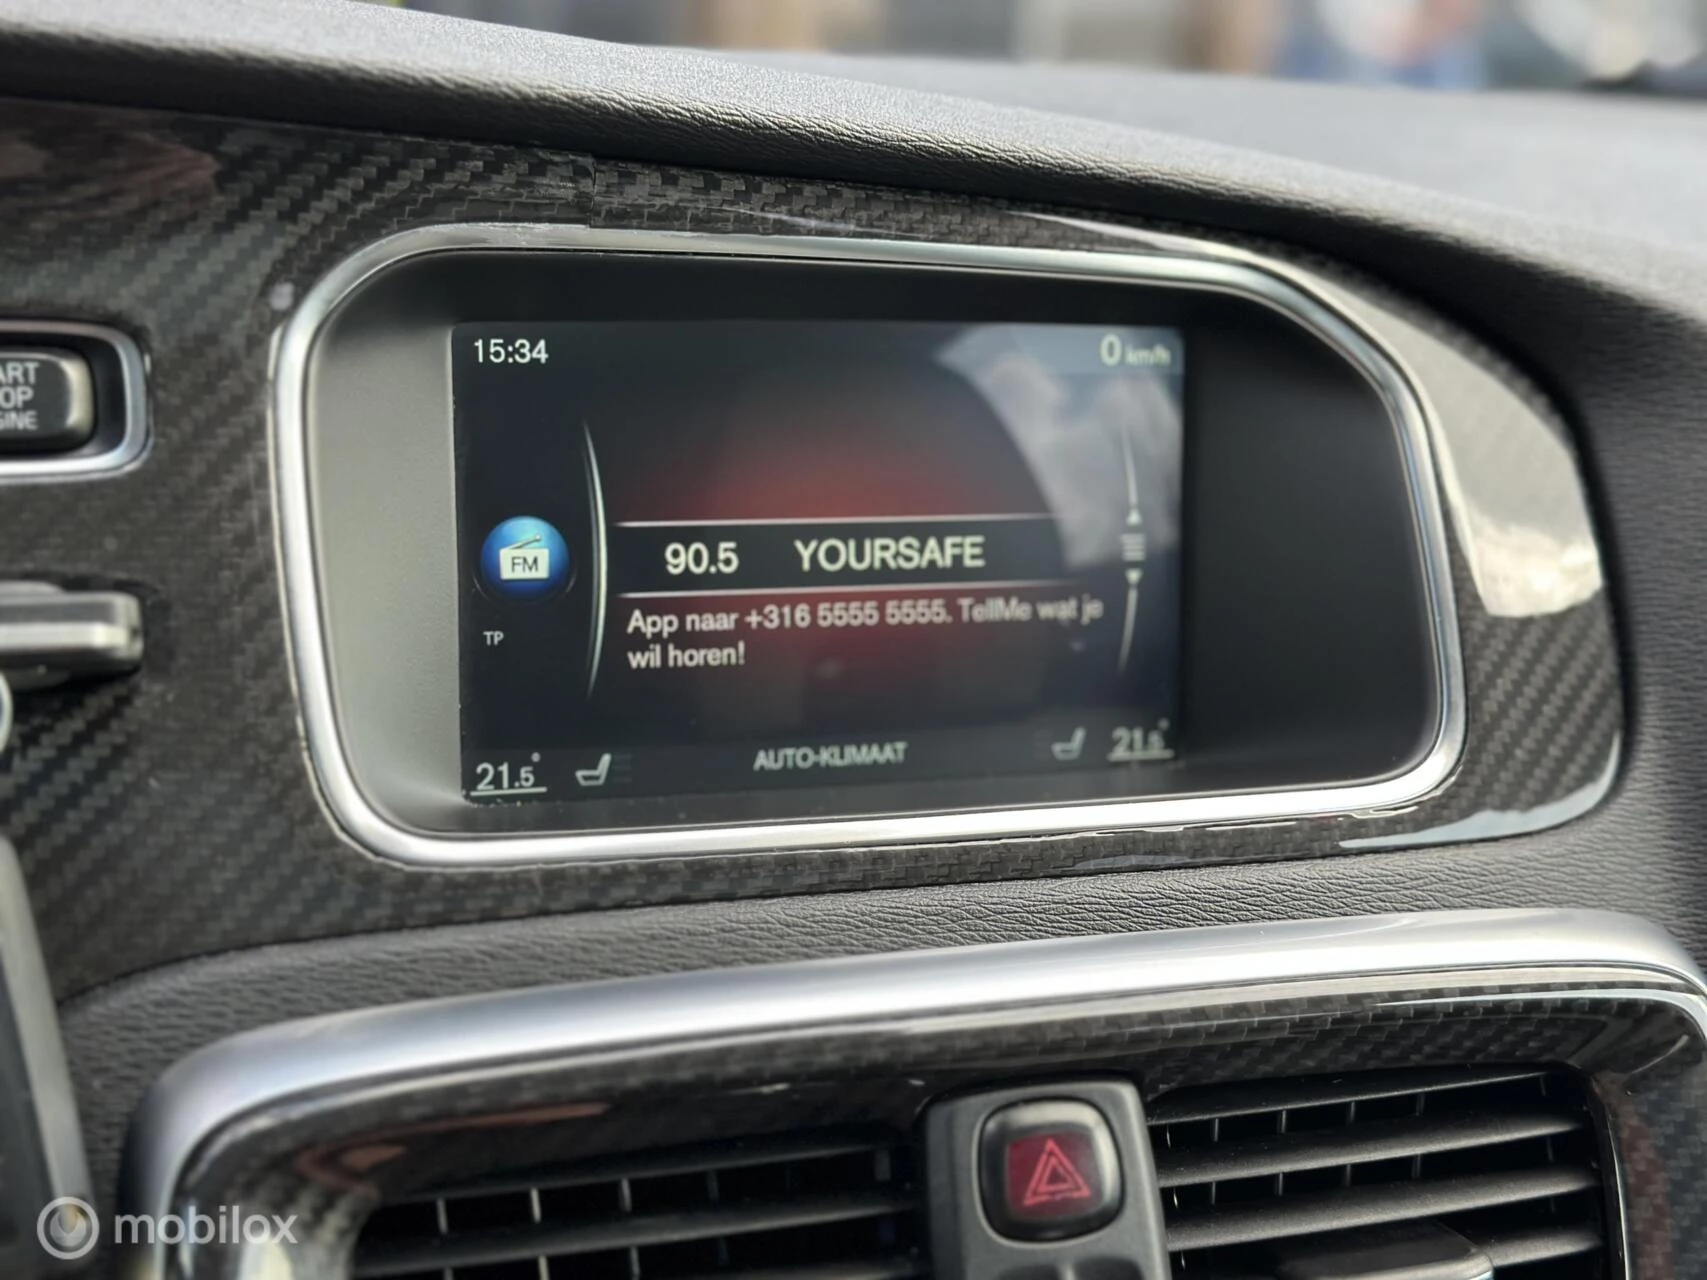 15:34
0 km/h
ART
OP
GINE
90.5 YOURSAFE
FM
App naar +316 5555 5555. TellMe wat je
wil horen!
TP
21.5° AUTO-KLIMAAT 21.5°
mobilox